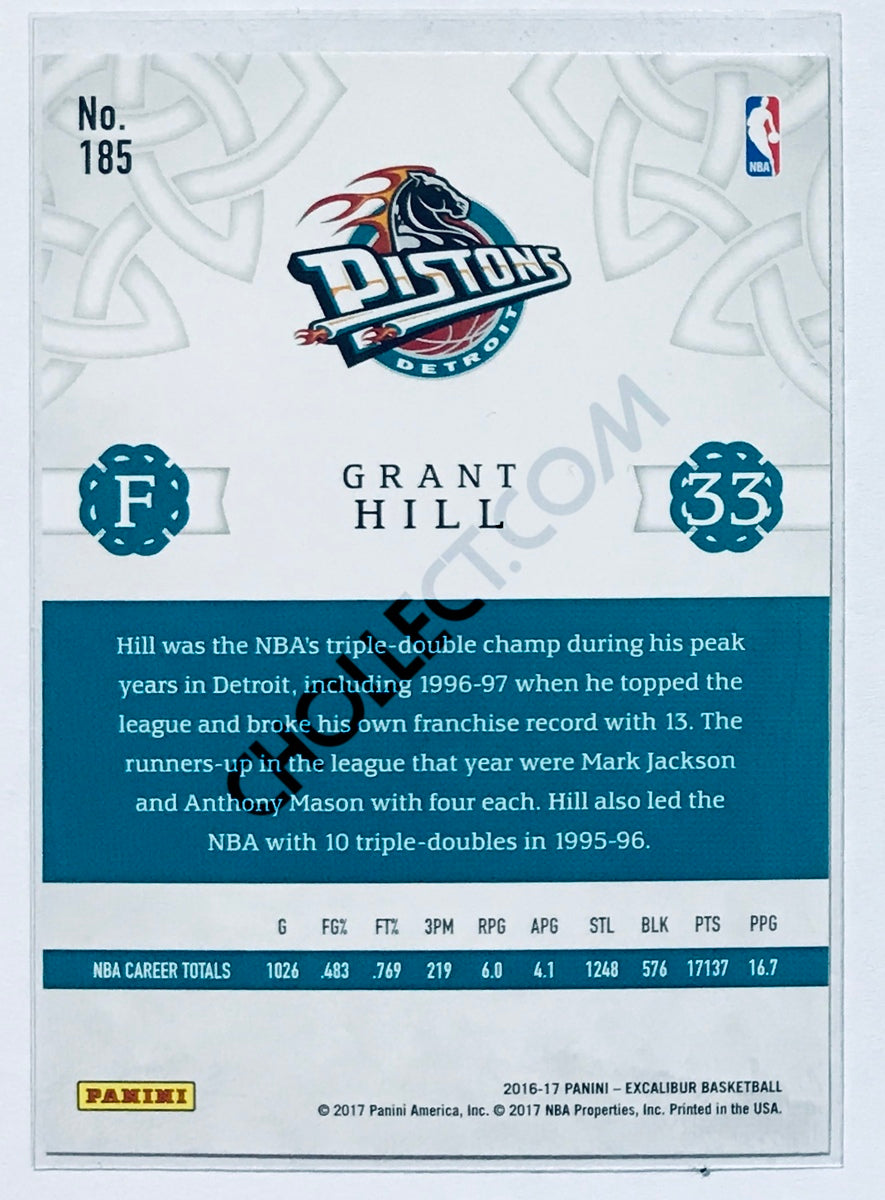 No.
185
NBA
PISTONS
DETROIT
F
GRANT
HILL
33
CHOLLECT.COM
Hill was the NBA's triple-double champ during his peak
years in Detroit, including 1996-97 when he topped the
league and broke his own franchise record with 13. The
runners-up in the league that year were Mark Jackson
and Anthony Mason with four each. Hill also led the
NBA with 10 triple-doubles in 1995-96.
G FG% FT% 3PM RPG APG STL BLK PTS PPG
NBA CAREER TOTALS 1026 .483 .769 219 6.0 4.1 1248 576 17137 16.7
PANINI
2016-17 PANINI – EXCALIBUR BASKETBALL
© 2017 Panini America, Inc. © 2017 NBA Properties, Inc. Printed in the USA.